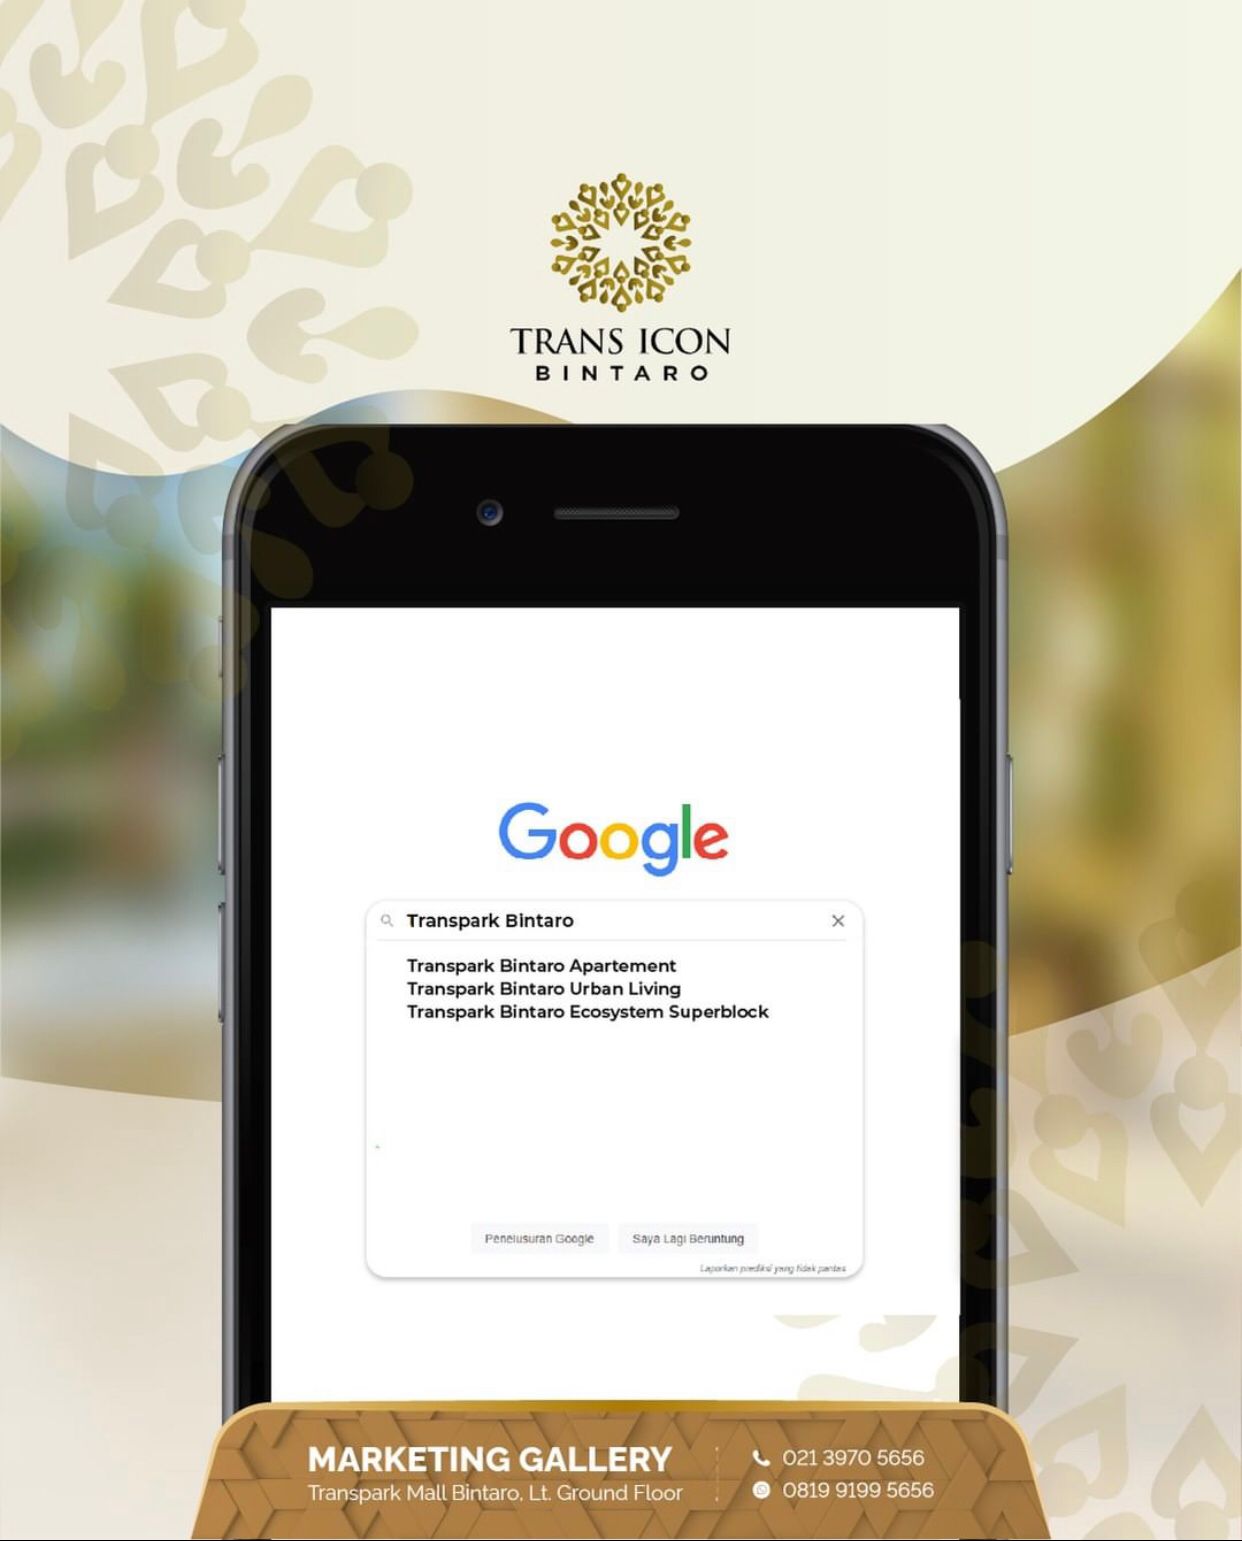 TRANS ICON
BINTARO
Google
Transpark Bintaro
Transpark Bintaro Apartement
Transpark Bintaro Urban Living
Transpark Bintaro Ecosystem Superblock
Penelusuran Google
Saya Lagi Beruntung
Laporkan prediksi yang tidak pantas
MARKETING GALLERY
Transpark Mall Bintaro, Lt. Ground Floor
021 3970 5656
0819 9199 5656